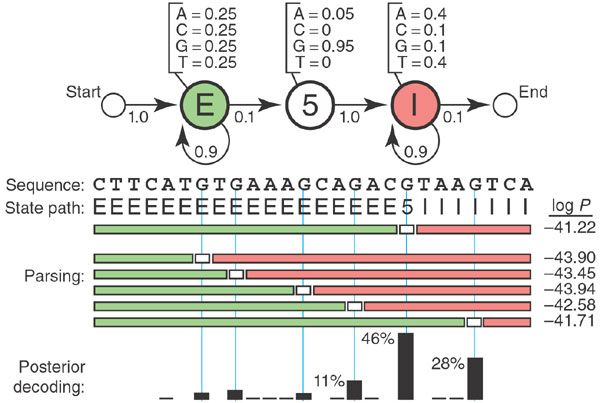 A = 0.25
C = 0.25
G = 0.25
T = 0.25
A = 0.05
C = 0
G = 0.95
T = 0
A = 0.4
C = 0.1
G = 0.1
T = 0.4
Start
E
5
I
End
1.0
0.1
1.0
0.1
0.9
0.9
Sequence: C T T C A T G T G A A A G C A G A C G T A A G T C A
State path: E E E E E E E E E E E E E E E E E E 5 I I I I I I I
log P
−41.22
−43.90
Parsing:
−43.45
−43.94
−42.58
−41.71
46%
28%
11%
Posterior
decoding: